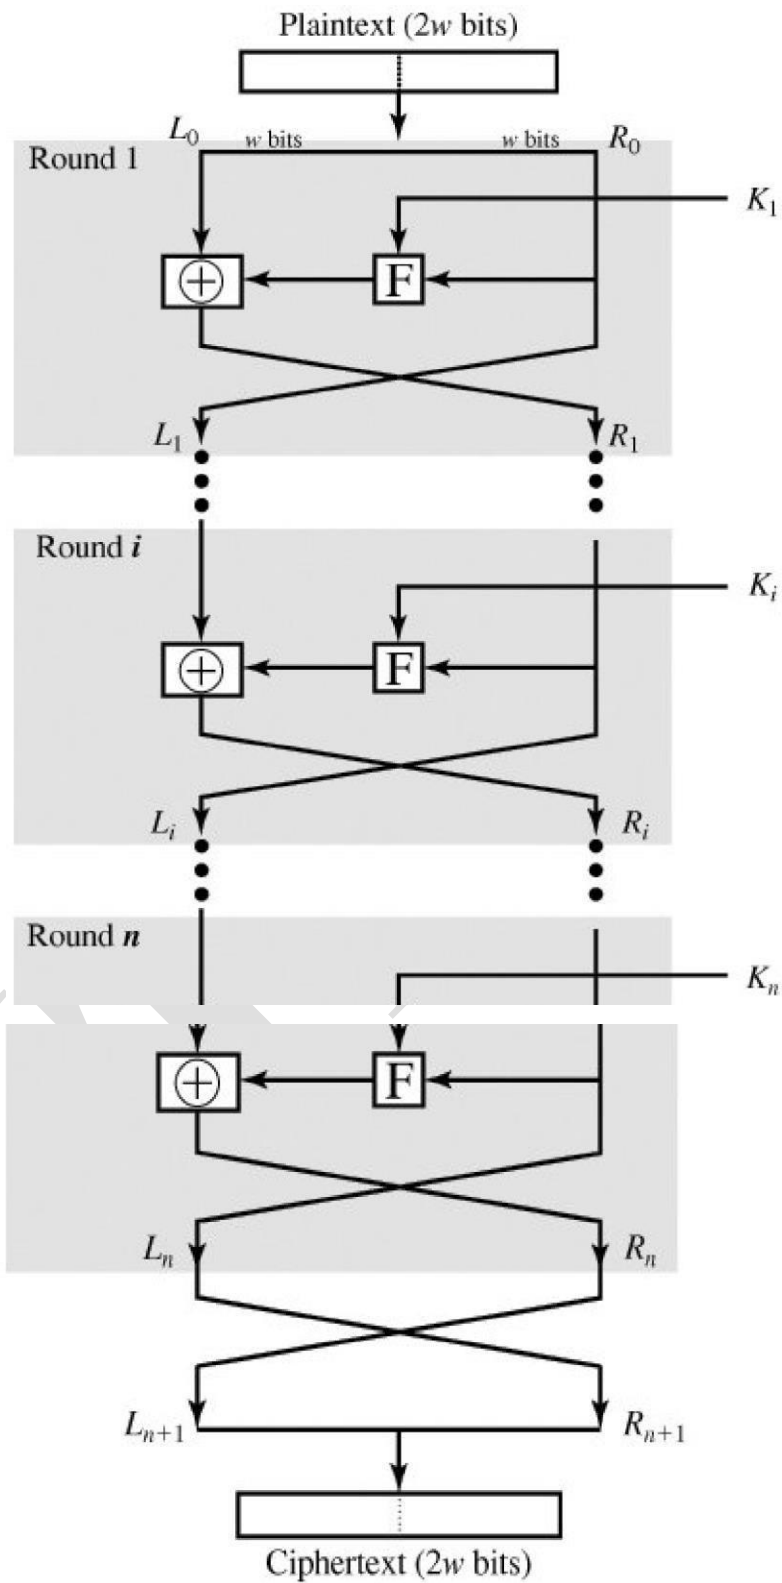 Plaintext (2w bits)
L₀ w bits w bits R₀
Round 1
K₁
⊕ F
L₁ R₁
Round i
Kᵢ
⊕ F
Lᵢ Rᵢ
Round n
Kₙ
⊕ F
Lₙ Rₙ
Lₙ₊₁ Rₙ₊₁
Ciphertext (2w bits)